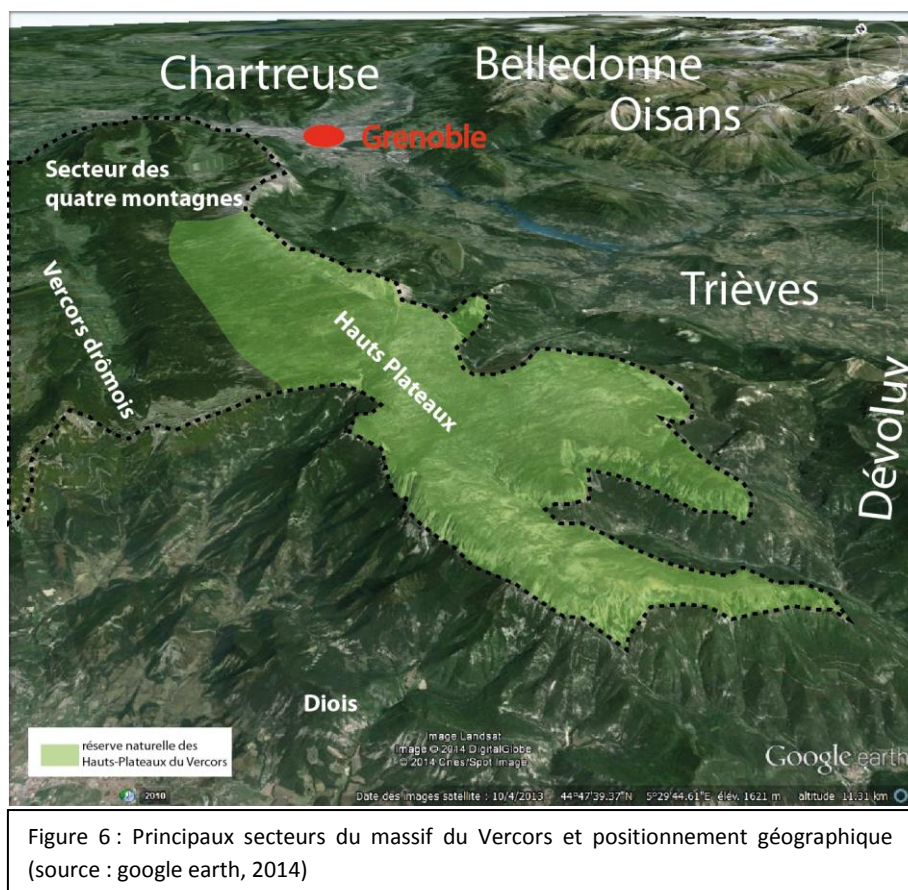 Chartreuse
Belledonne
Oisans
Grenoble
Secteur des
quatre montagnes
Vercors drômois
Hauts Plateaux
Trièves
Dévoluy
Diois
réserve naturelle des
Hauts-Plateaux du Vercors
Image Landsat
Image © 2014 DigitalGlobe
© 2014 Cnes/Spot Image
Google earth
2010
Date des images satellite : 10/4/2013 44°47'39.37"N 5°29'44.61"E élév. 1621 m altitude 11.31 km
Figure 6 : Principaux secteurs du massif du Vercors et positionnement géographique
(source : google earth, 2014)